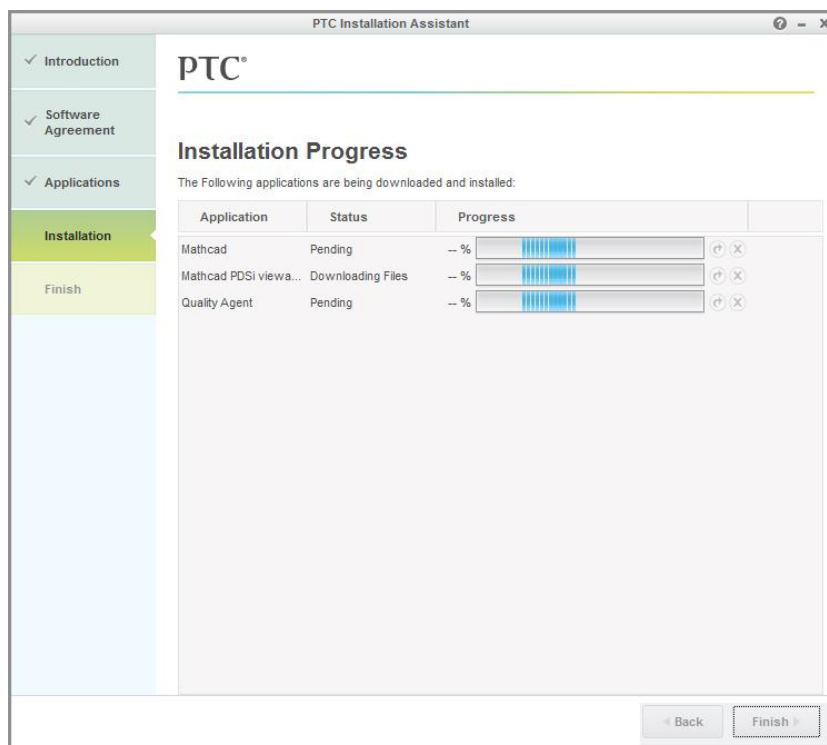 PTC Installation Assistant
Introduction
Software
Agreement
Applications
Installation
Finish
PTC®
Installation Progress
The Following applications are being downloaded and installed:
Application Status Progress
Mathcad Pending -- %
Mathcad PDSi viewa... Downloading Files -- %
Quality Agent Pending -- %
Back Finish